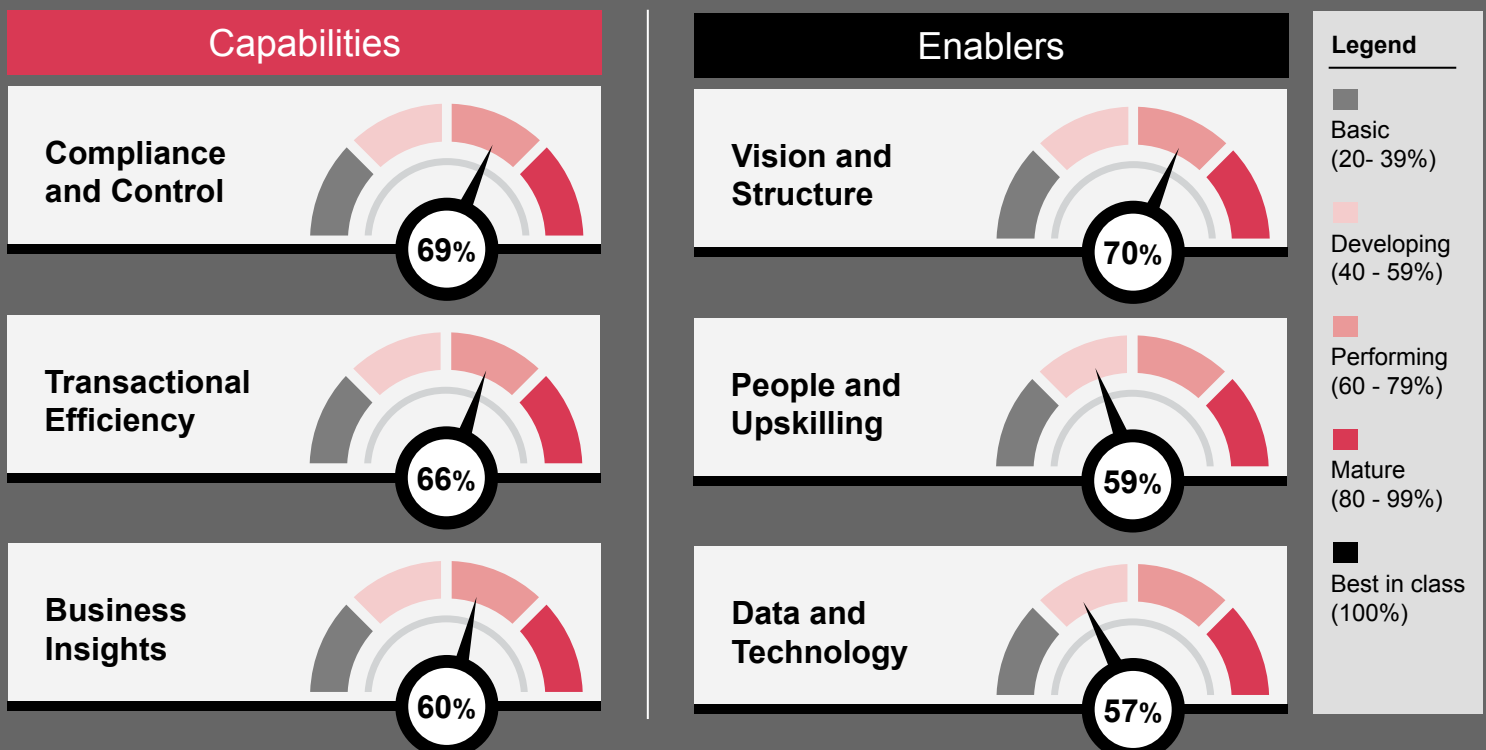 Capabilities
Compliance
and Control
69%
Transactional
Efficiency
66%
Business
Insights
60%
Enablers
Vision and
Structure
70%
People and
Upskilling
59%
Data and
Technology
57%
Legend
Basic
(20- 39%)
Developing
(40 - 59%)
Performing
(60 - 79%)
Mature
(80 - 99%)
Best in class
(100%)